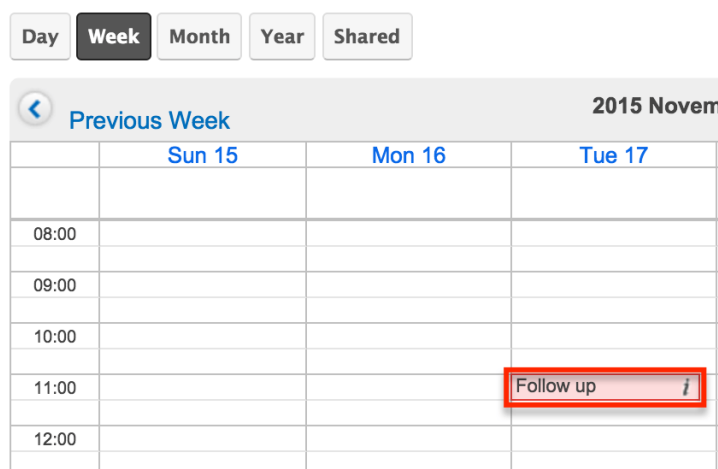 Day Week Month Year Shared
Previous Week 2015 Novem
Sun 15 Mon 16 Tue 17
08:00
09:00
10:00
11:00 Follow up i
12:00